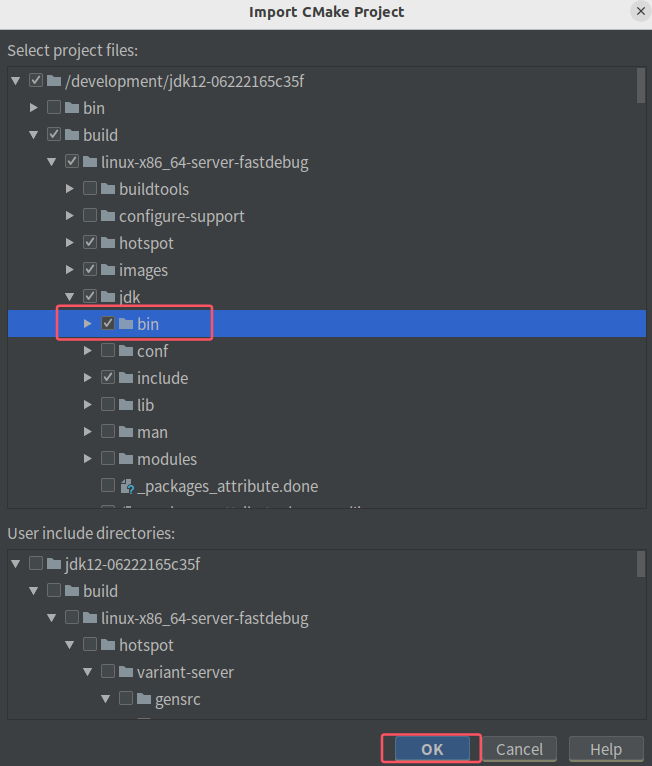 Import CMake Project
Select project files:
/development/jdk12-06222165c35f
bin
build
linux-x86_64-server-fastdebug
buildtools
configure-support
hotspot
images
jdk
bin
conf
include
lib
man
modules
_packages_attribute.done
User include directories:
jdk12-06222165c35f
build
linux-x86_64-server-fastdebug
hotspot
variant-server
gensrc
OK
Cancel
Help